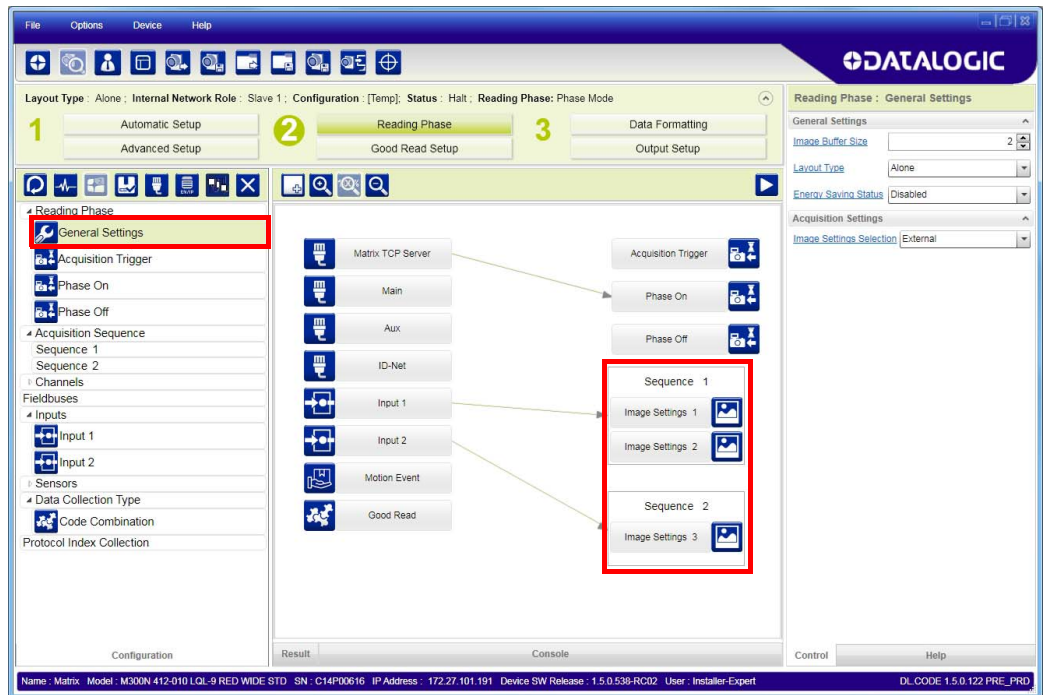 File Options Device Help
DATALOGIC
Layout Type : Alone ; Internal Network Role : Slave 1 ; Configuration : [Temp]; Status : Halt ; Reading Phase: Phase Mode
1 Automatic Setup
Advanced Setup
2 Reading Phase
Good Read Setup
3 Data Formatting
Output Setup
Reading Phase
General Settings
Acquisition Trigger
Phase On
Phase Off
Acquisition Sequence
Sequence 1
Sequence 2
Channels
Fieldbuses
Inputs
Input 1
Input 2
Sensors
Data Collection Type
Code Combination
Protocol Index Collection
Configuration
Matrix TCP Server
Main
Aux
ID-Net
Input 1
Input 2
Motion Event
Good Read
Acquisition Trigger
Phase On
Phase Off
Sequence 1
Image Settings 1
Image Settings 2
Sequence 2
Image Settings 3
Result Console
Reading Phase : General Settings
General Settings
Image Buffer Size 2
Layout Type Alone
Energy Saving Status Disabled
Acquisition Settings
Image Settings Selection External
Control Help
Name : Matrix Model : M300N 412-010 LQL-9 RED WIDE STD SN : C14P00616 IP Address : 172.27.101.191 Device SW Release : 1.5.0.538-RC02 User : Installer-Expert DL.CODE 1.5.0.122 PRE_PRD